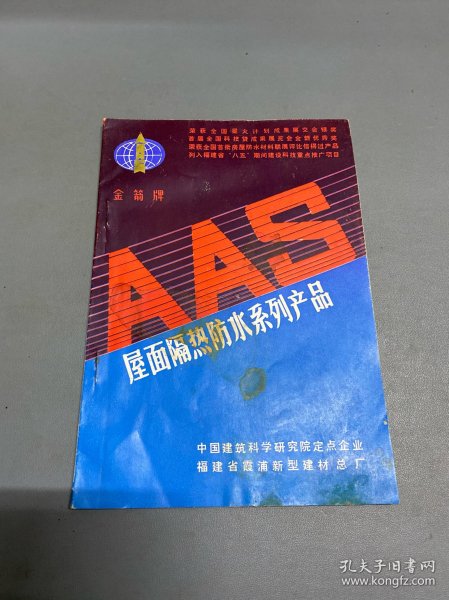 荣获全国星火计划成果展交会银奖
首届全国科技贷成果展览会金箭优秀奖
荣获全国首批房屋防水材料联展评比信得过产品
列入福建省“八五”期间建设科技重点推广项目
金箭牌
AAS
屋面隔热防水系列产品
中国建筑科学研究院定点企业
福建省霞浦新型建材总厂
孔夫子旧书网
www.kongfz.com